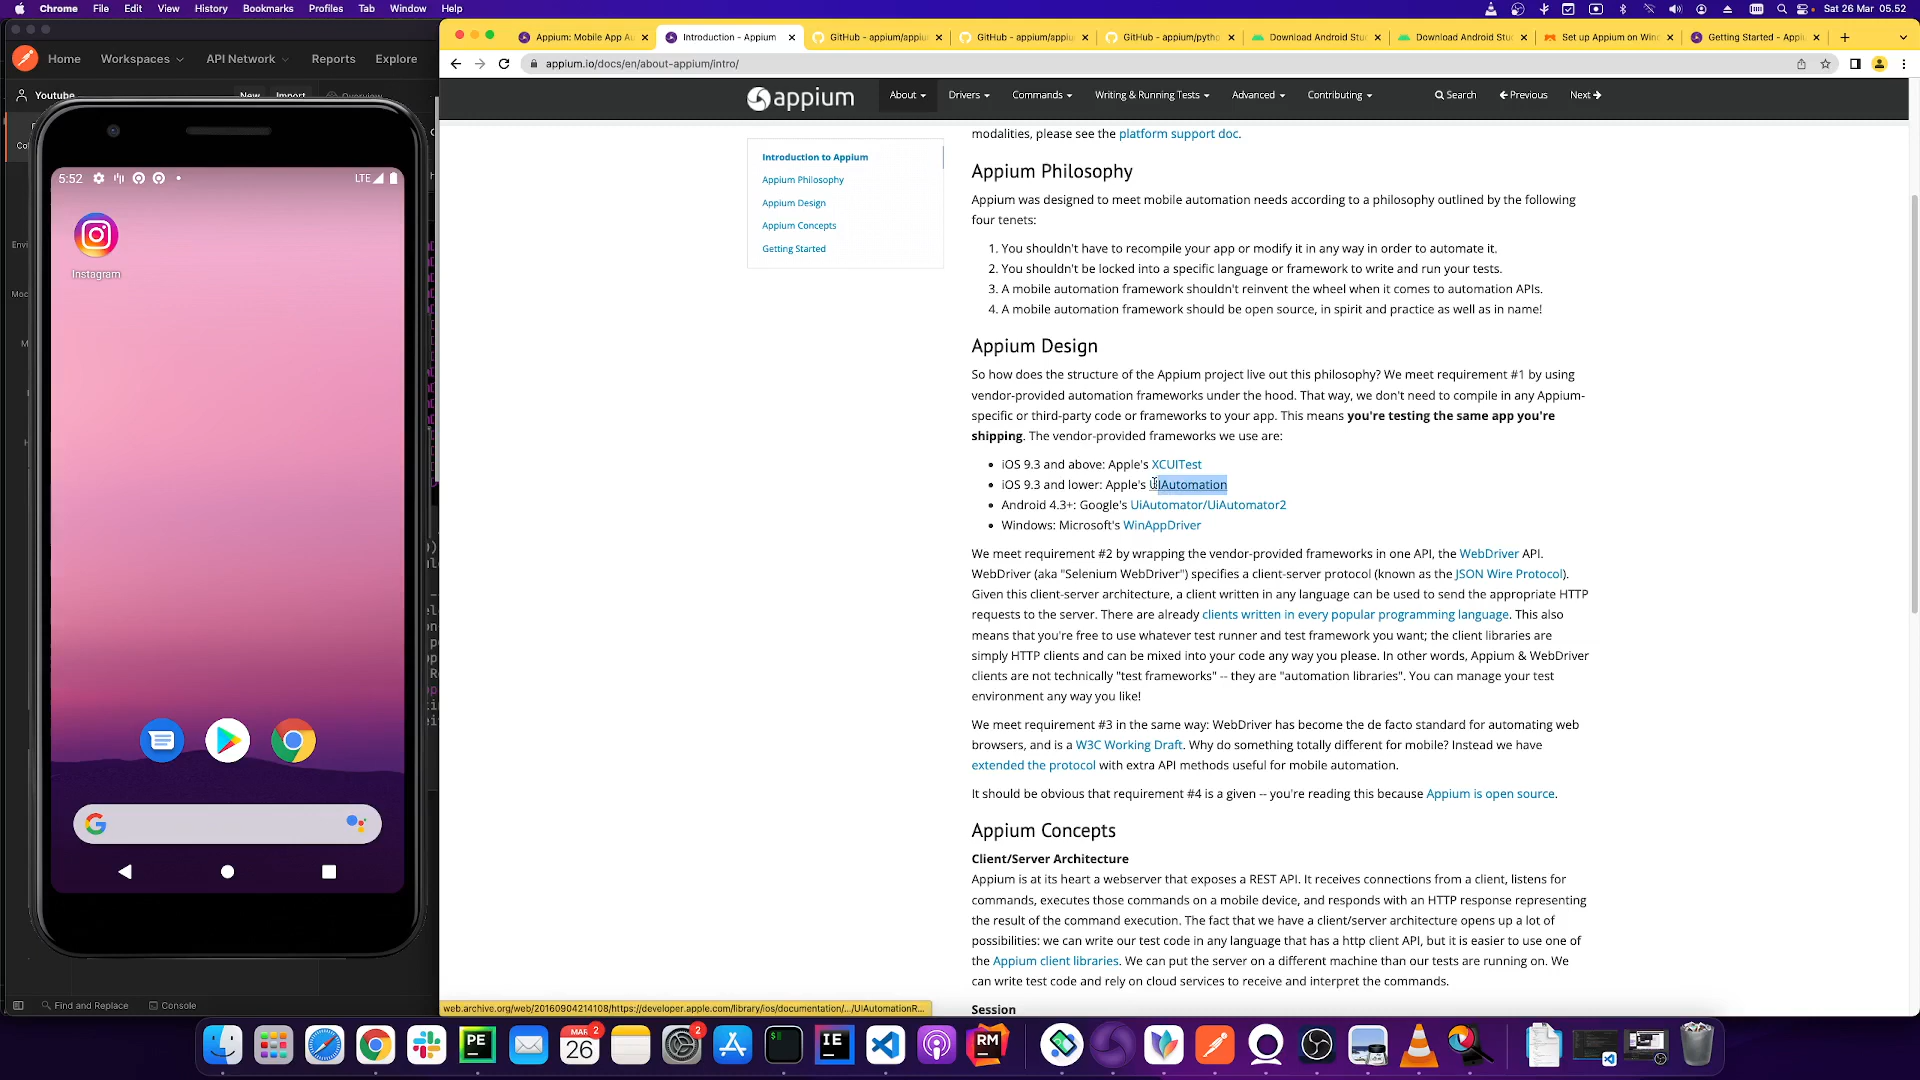 Chrome File Edit View History Bookmarks Profiles Tab Window Help
Sat 26 Mar 05.52
Home Workspaces API Network Reports Explore
Youtube New Import Overview
Appium: Mobile App Au
Introduction - Appium
GitHub - appium/appiu
GitHub - appium/appiu
GitHub - appium/pytho
Download Android Stu
Download Android Stu
Set up Appium on Win
Getting Started - Appi
appium.io/docs/en/about-appium/intro/
appium About Drivers Commands Writing & Running Tests Advanced Contributing Search Previous Next
5:52 LTE
Instagram
G
Introduction to Appium
Appium Philosophy
Appium Design
Appium Concepts
Getting Started
modalities, please see the platform support doc.
Appium Philosophy
Appium was designed to meet mobile automation needs according to a philosophy outlined by the following
four tenets:
1. You shouldn't have to recompile your app or modify it in any way in order to automate it.
2. You shouldn't be locked into a specific language or framework to write and run your tests.
3. A mobile automation framework shouldn't reinvent the wheel when it comes to automation APIs.
4. A mobile automation framework should be open source, in spirit and practice as well as in name!
Appium Design
So how does the structure of the Appium project live out this philosophy? We meet requirement #1 by using
vendor-provided automation frameworks under the hood. That way, we don't need to compile in any Appium-
specific or third-party code or frameworks to your app. This means you're testing the same app you're
shipping. The vendor-provided frameworks we use are:
iOS 9.3 and above: Apple's XCUITest
iOS 9.3 and lower: Apple's UIAutomation
Android 4.3+: Google's UiAutomator/UiAutomator2
Windows: Microsoft's WinAppDriver
We meet requirement #2 by wrapping the vendor-provided frameworks in one API, the WebDriver API.
WebDriver (aka "Selenium WebDriver") specifies a client-server protocol (known as the JSON Wire Protocol).
Given this client-server architecture, a client written in any language can be used to send the appropriate HTTP
requests to the server. There are already clients written in every popular programming language. This also
means that you're free to use whatever test runner and test framework you want; the client libraries are
simply HTTP clients and can be mixed into your code any way you please. In other words, Appium & WebDriver
clients are not technically "test frameworks" -- they are "automation libraries". You can manage your test
environment any way you like!
We meet requirement #3 in the same way: WebDriver has become the de facto standard for automating web
browsers, and is a W3C Working Draft. Why do something totally different for mobile? Instead we have
extended the protocol with extra API methods useful for mobile automation.
It should be obvious that requirement #4 is a given -- you're reading this because Appium is open source.
Appium Concepts
Client/Server Architecture
Appium is at its heart a webserver that exposes a REST API. It receives connections from a client, listens for
commands, executes those commands on a mobile device, and responds with an HTTP response representing
the result of the command execution. The fact that we have a client/server architecture opens up a lot of
possibilities: we can write our test code in any language that has a http client API, but it is easier to use one of
the Appium client libraries. We can put the server on a different machine than our tests are running on. We
can write test code and rely on cloud services to receive and interpret the commands.
Session
Find and Replace Console
web.archive.org/web/20160904214108/https://developer.apple.com/library/ios/documentation/.../UIAutomationR...
MAR 2
26
2
PE
IE
RM